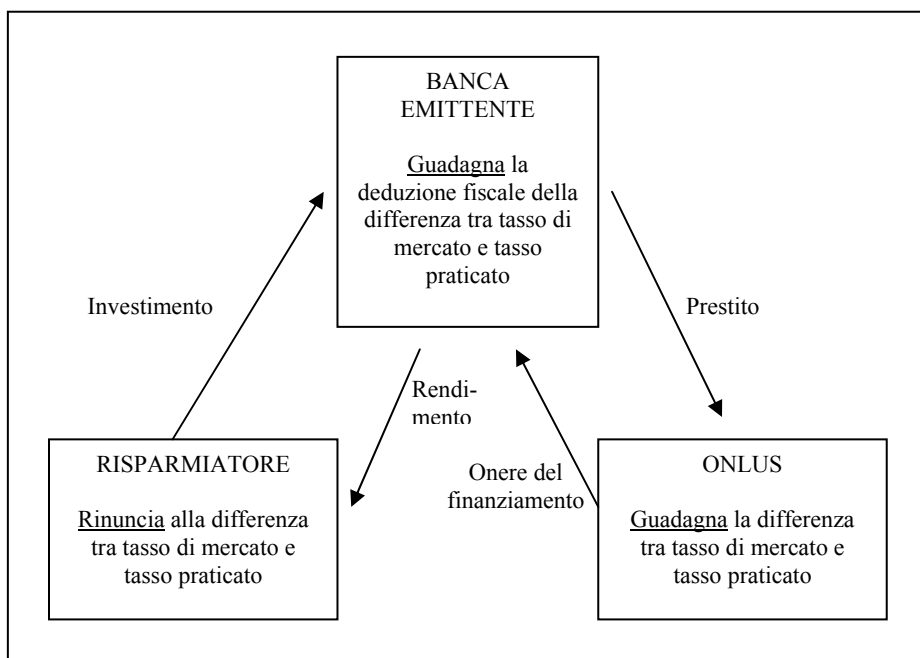 BANCA
EMITTENTE
Guadagna la
deduzione fiscale della
differenza tra tasso di
mercato e tasso
praticato
Investimento
Prestito
Rendi-
mento
Onere del
finanziamento
RISPARMIATORE
Rinuncia alla differenza
tra tasso di mercato e
tasso praticato
ONLUS
Guadagna la differenza
tra tasso di mercato e
tasso praticato